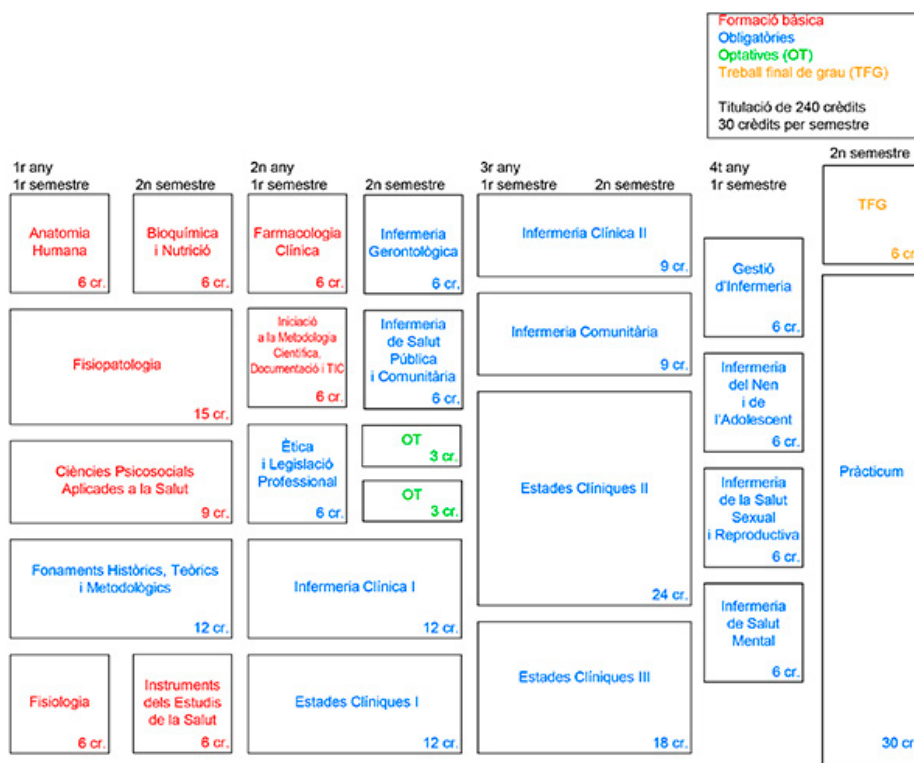 Formació bàsica
Obligatòries
Optatives (OT)
Treball final de grau (TFG)
Titulació de 240 crèdits
30 crèdits per semestre
1r any
1r semestre
2n semestre
2n any
1r semestre
2n semestre
3r any
1r semestre
2n semestre
4t any
1r semestre
2n semestre
Anatomia
Humana
6 cr.
Bioquímica
i Nutrició
6 cr.
Farmacologia
Clínica
6 cr.
Infermeria
Gerontològica
6 cr.
Infermeria Clínica II
9 cr.
Gestió
d'Infermeria
6 cr.
TFG
6 cr.
Fisiopatologia
15 cr.
Iniciació
a la Metodologia
Científica,
Documentació i TIC
6 cr.
Infermeria
de Salut
Pública
i Comunitària
6 cr.
Infermeria Comunitària
9 cr.
Infermeria
del Nen
i de
l'Adolescent
6 cr.
Pràcticum
30 cr
Ciències Psicosocials
Aplicades a la Salut
9 cr.
Ètica
i Legislació
Professional
6 cr.
OT
3 cr.
OT
3 cr.
Estades Clíniques II
24 cr.
Infermeria
de la Salut
Sexual
i Reproductiva
6 cr.
Fonaments Històrics, Teòrics
i Metodològics
12 cr.
Infermeria Clínica I
12 cr.
Infermeria
de Salut
Mental
6 cr.
Fisiologia
6 cr.
Instruments
dels Estudis
de la Salut
6 cr.
Estades Clíniques I
12 cr.
Estades Clíniques III
18 cr.